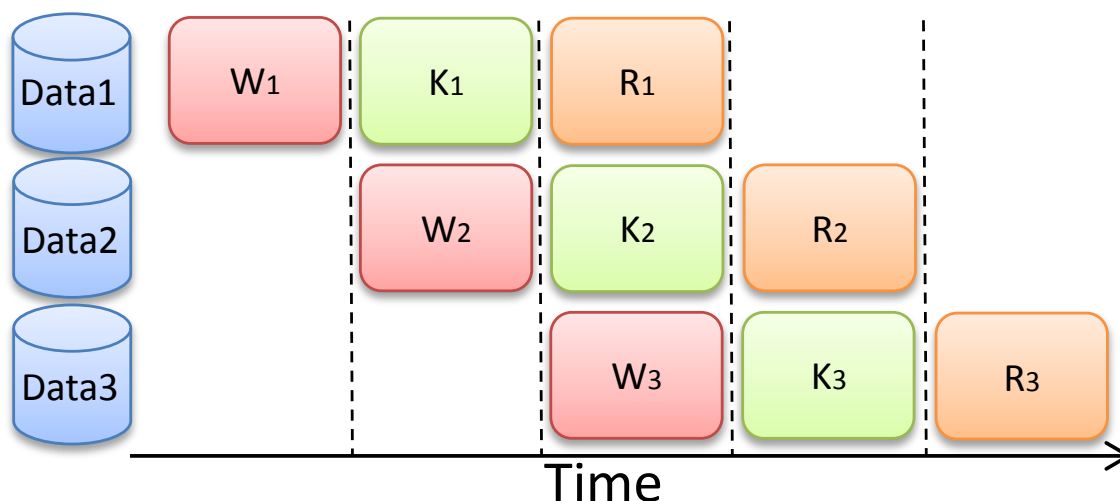 Data1 W1 K1 R1
Data2 W2 K2 R2
Data3 W3 K3 R3
Time